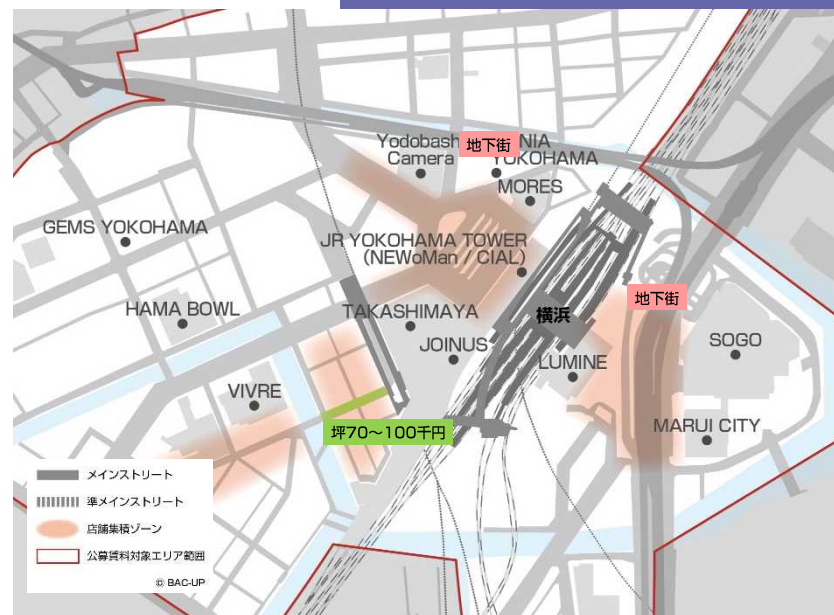 Yodobash
Camera
地下街
NIA
YOKOHAMA
MORES
GEMS YOKOHAMA
JR YOKOHAMA TOWER
(NEWoMan / CIAL)
地下街
HAMA BOWL
TAKASHIMAYA
横浜
JOINUS
SOGO
LUMINE
VIVRE
MARUI CITY
坪70～100千円
メインストリート
準メインストリート
店舗集積ゾーン
公募賃料対象エリア範囲
© BAC-UP